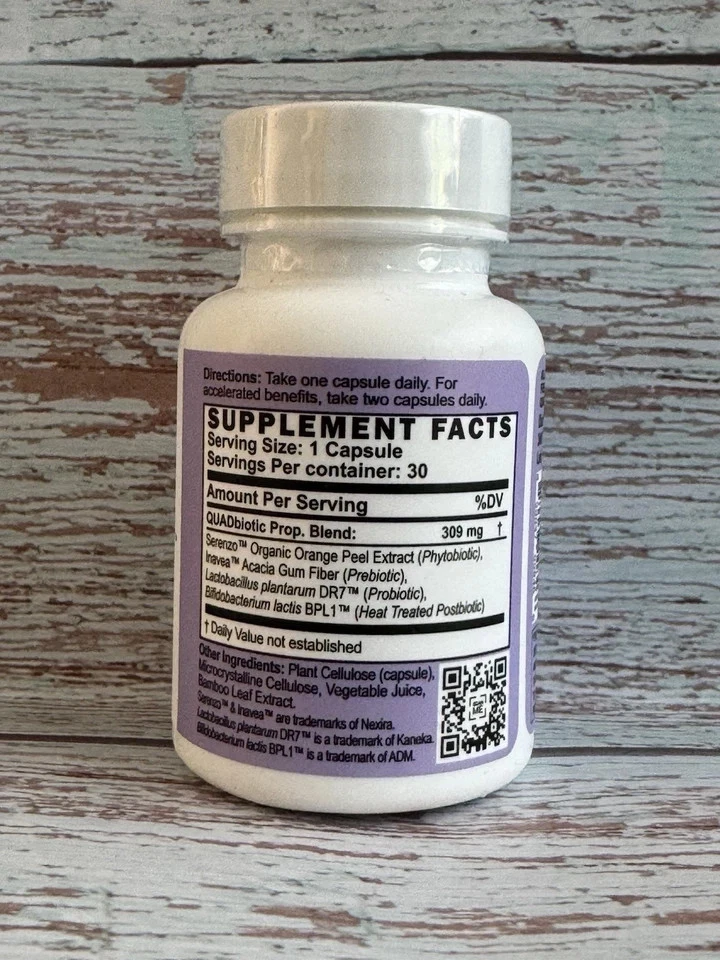 Directions: Take one capsule daily. For
accelerated benefits, take two capsules daily.
SUPPLEMENT FACTS
Serving Size: 1 Capsule
Servings Per container: 30
Amount Per Serving %DV
QUADbiotic Prop. Blend: 309 mg †
Serenzo™ Organic Orange Peel Extract (Phytobiotic),
Inavea™ Acacia Gum Fiber (Prebiotic),
Lactobacillus plantarum DR7™ (Probiotic),
Bifidobacterium lactis BPL1™ (Heat Treated Postbiotic)
† Daily Value not established
Other Ingredients: Plant Cellulose (capsule),
Microcrystalline Cellulose, Vegetable Juice,
Bamboo Leaf Extract.
Serenzo™ & Inavea™ are trademarks of Nexira.
Lactobacillus plantarum DR7™ is a trademark of Kaneka.
Bifidobacterium lactis BPL1™ is a trademark of ADM.
ME